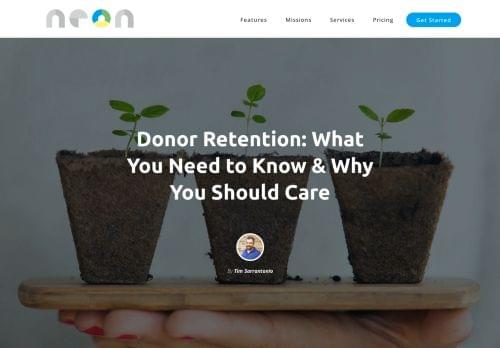 neon
Features
Missions
Services
Pricing
Get Started
Donor Retention: What
You Need to Know & Why
You Should Care
By Tim Sarrantonio